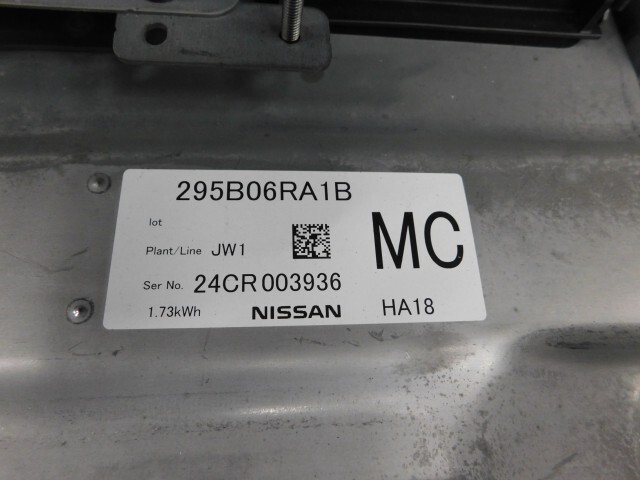 295B06RA1B
lot
Plant/Line JW1
MC
Ser No. 24CR003936
1.73kWh NISSAN HA18